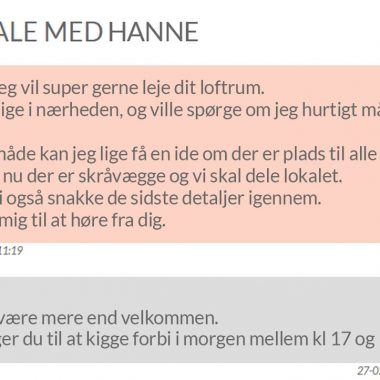 ALE MED HANNE
eg vil super gerne leje dit loftrum.
lige i nærheden, og ville spørge om jeg hurtigt må
nåde kan jeg lige få en ide om der er plads til alle
nu der er skråvægge og vi skal dele lokalet.
i også snakke de sidste detaljer igennem.
mig til at høre fra dig.
11:19
være mere end velkommen.
ger du til at kigge forbi i morgen mellem kl 17 og
27-0